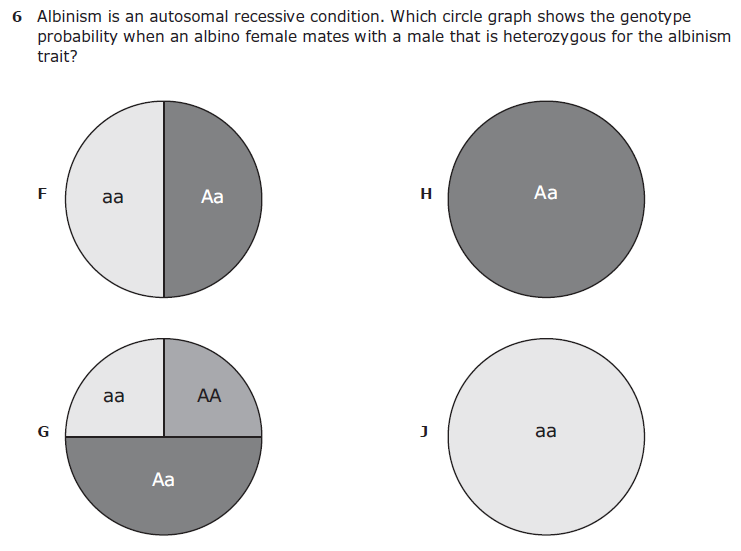 6 Albinism is an autosomal recessive condition. Which circle graph shows the genotype
probability when an albino female mates with a male that is heterozygous for the albinism
trait?
F
aa
Aa
H
Aa
G
aa
AA
Aa
J
aa